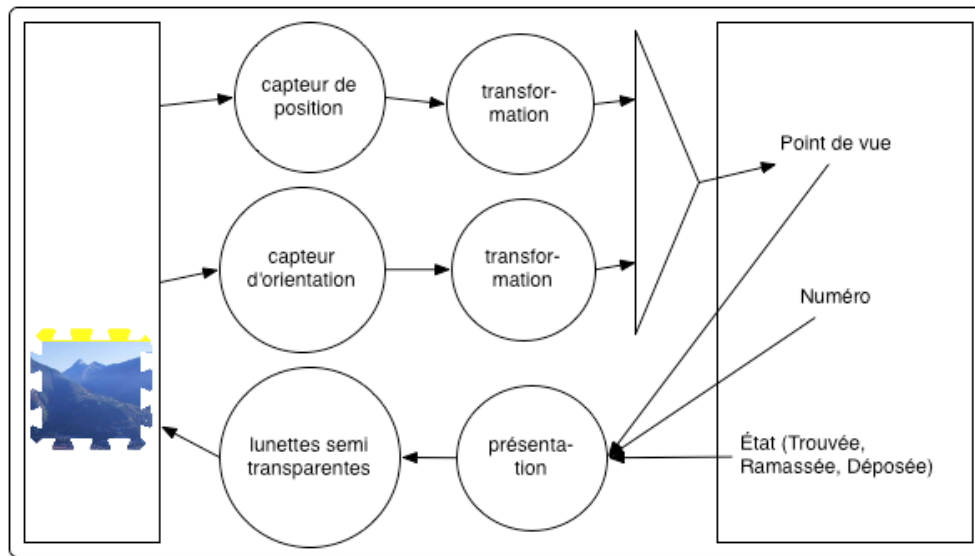 capteur de
position
transfor-
mation
Point de vue
capteur
d'orientation
transfor-
mation
Numéro
lunettes semi
transparentes
présenta-
tion
État (Trouvée,
Ramassée, Déposée)